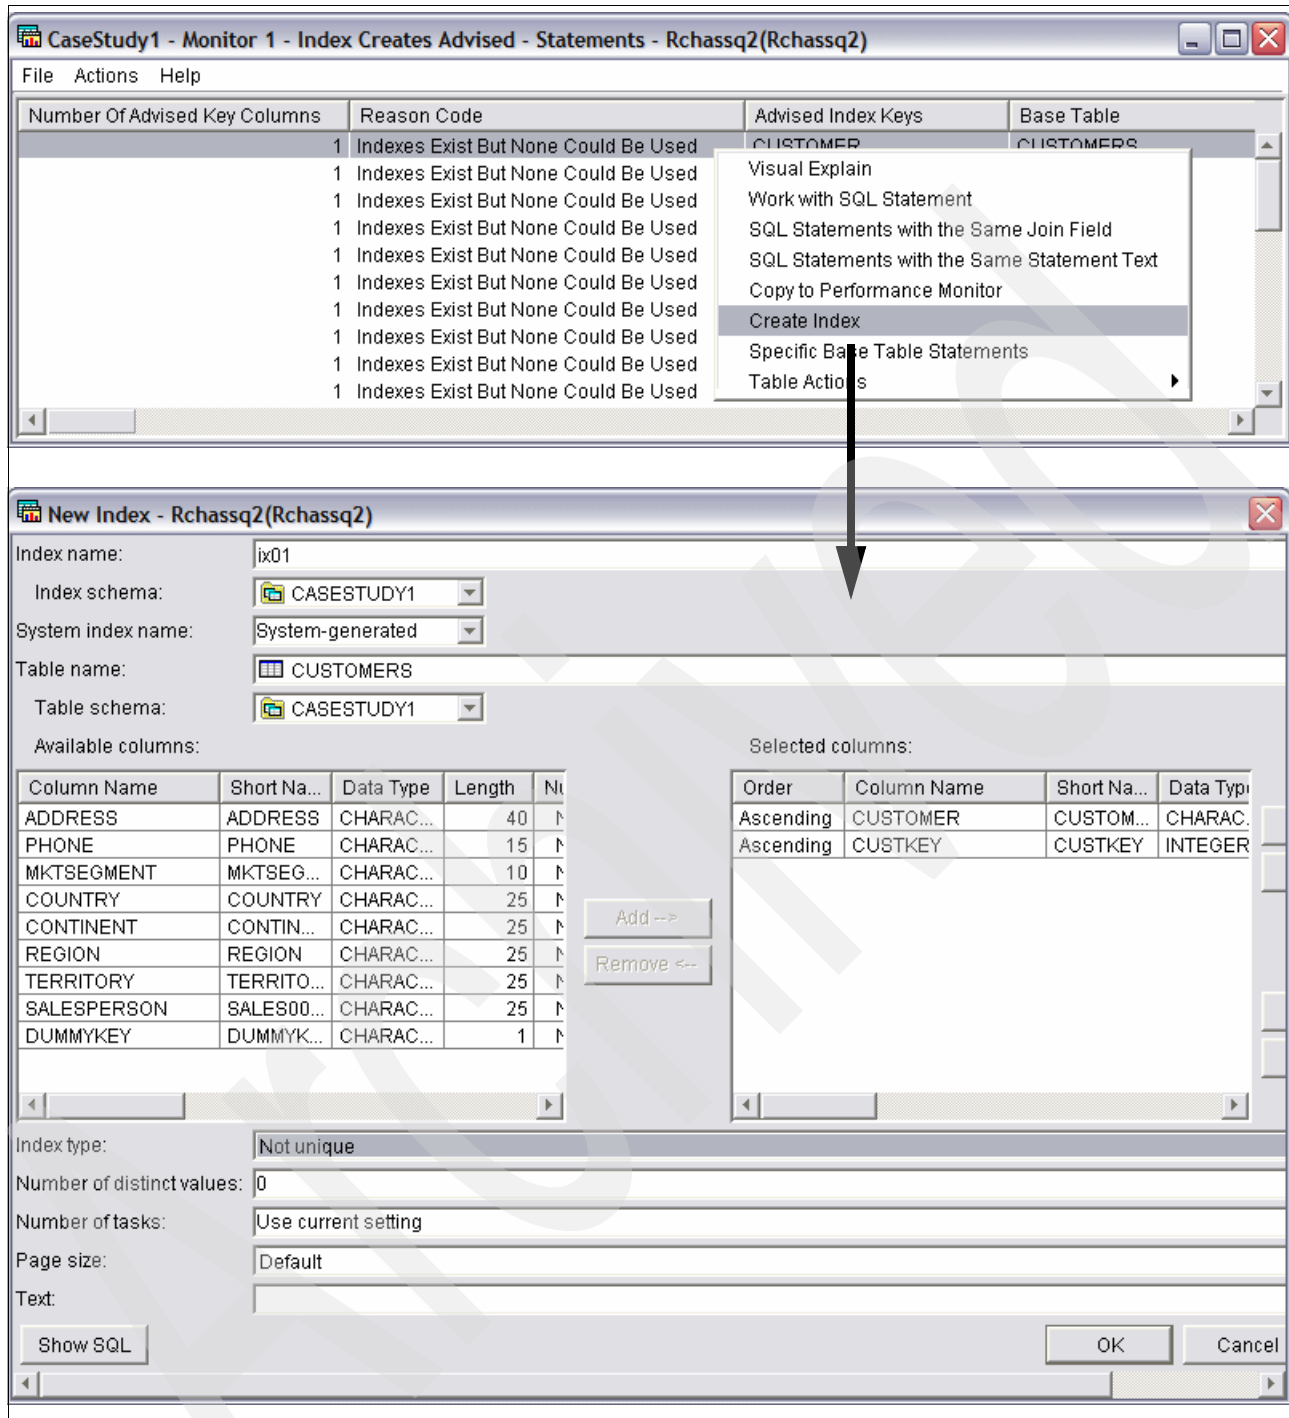 CaseStudy1 - Monitor 1 - Index Creates Advised - Statements - Rchassq2(Rchassq2)
File Actions Help
Number Of Advised Key Columns Reason Code Advised Index Keys Base Table
1 Indexes Exist But None Could Be Used CUSTOMER CUSTOMERS
1 Indexes Exist But None Could Be Used
1 Indexes Exist But None Could Be Used
1 Indexes Exist But None Could Be Used
1 Indexes Exist But None Could Be Used
1 Indexes Exist But None Could Be Used
1 Indexes Exist But None Could Be Used
1 Indexes Exist But None Could Be Used
1 Indexes Exist But None Could Be Used
1 Indexes Exist But None Could Be Used
Visual Explain
Work with SQL Statement
SQL Statements with the Same Join Field
SQL Statements with the Same Statement Text
Copy to Performance Monitor
Create Index
Specific Base Table Statements
Table Actions
New Index - Rchassq2(Rchassq2)
Index name: ix01
Index schema: CASESTUDY1
System index name: System-generated
Table name: CUSTOMERS
Table schema: CASESTUDY1
Available columns: Selected columns:
Column Name Short Na... Data Type Length Nu
ADDRESS ADDRESS CHARAC... 40 N
PHONE PHONE CHARAC... 15 N
MKTSEGMENT MKTSEG... CHARAC... 10 N
COUNTRY COUNTRY CHARAC... 25 N
CONTINENT CONTIN... CHARAC... 25 N
REGION REGION CHARAC... 25 N
TERRITORY TERRITO... CHARAC... 25 N
SALESPERSON SALES00... CHARAC... 25 N
DUMMYKEY DUMMYK... CHARAC... 1 N
Add -->
Remove <--
Order Column Name Short Na... Data Typ
Ascending CUSTOMER CUSTOM... CHARAC.
Ascending CUSTKEY CUSTKEY INTEGER
Index type: Not unique
Number of distinct values: 0
Number of tasks: Use current setting
Page size: Default
Text:
Show SQL OK Cancel
Archived